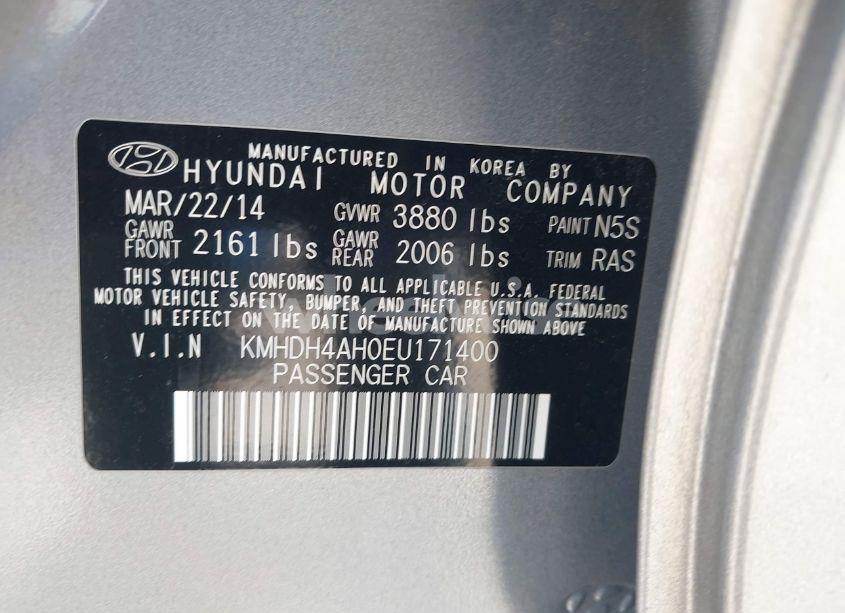 MANUFACTURED IN KOREA BY
HYUNDAI MOTOR COMPANY
MAR/22/14 GVWR 3880 lbs PAINT N5S
GAWR FRONT 2161 lbs GAWR REAR 2006 lbs TRIM RAS
THIS VEHICLE CONFORMS TO ALL APPLICABLE U.S.A. FEDERAL
MOTOR VEHICLE SAFETY, BUMPER, AND THEFT PREVENTION STANDARDS
IN EFFECT ON THE DATE OF MANUFACTURE SHOWN ABOVE
V.I.N KMHDH4AH0EU171400
PASSENGER CAR